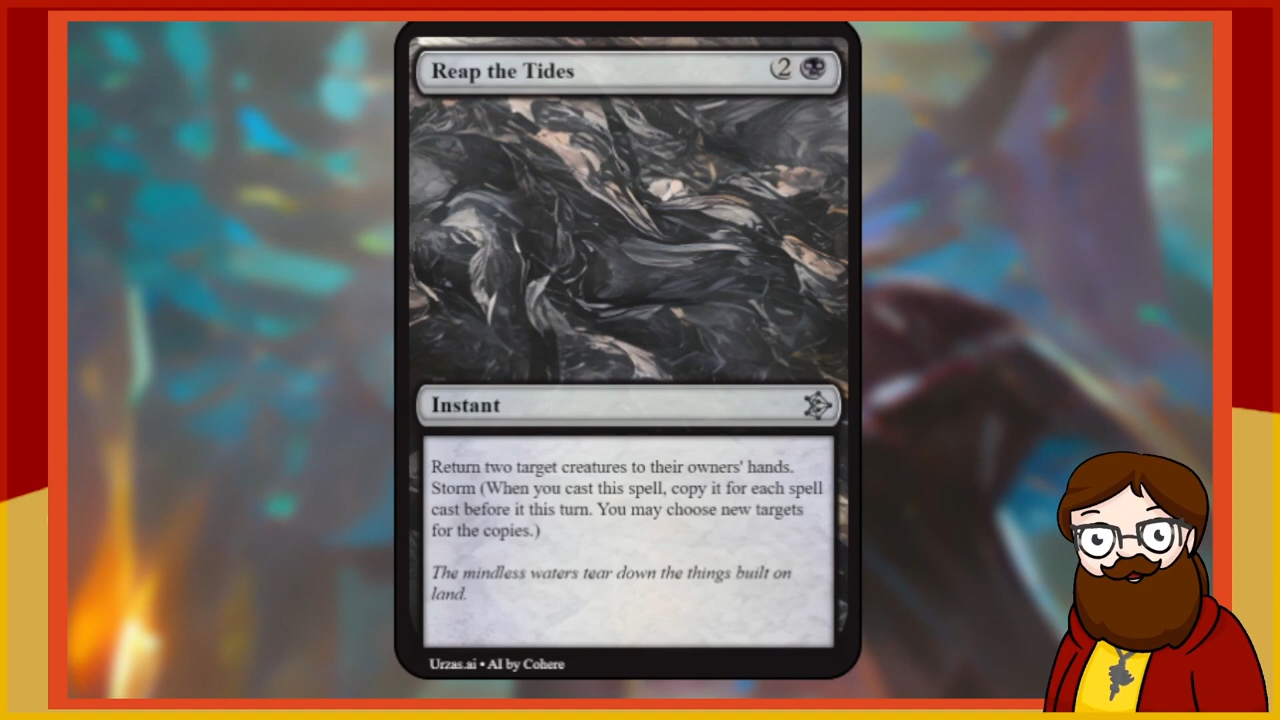 Reap the Tides 2
Instant
Return two target creatures to their owners' hands.
Storm (When you cast this spell, copy it for each spell
cast before it this turn. You may choose new targets
for the copies.)
The mindless waters tear down the things built on
land.
Urzas.ai • AI by Cohere